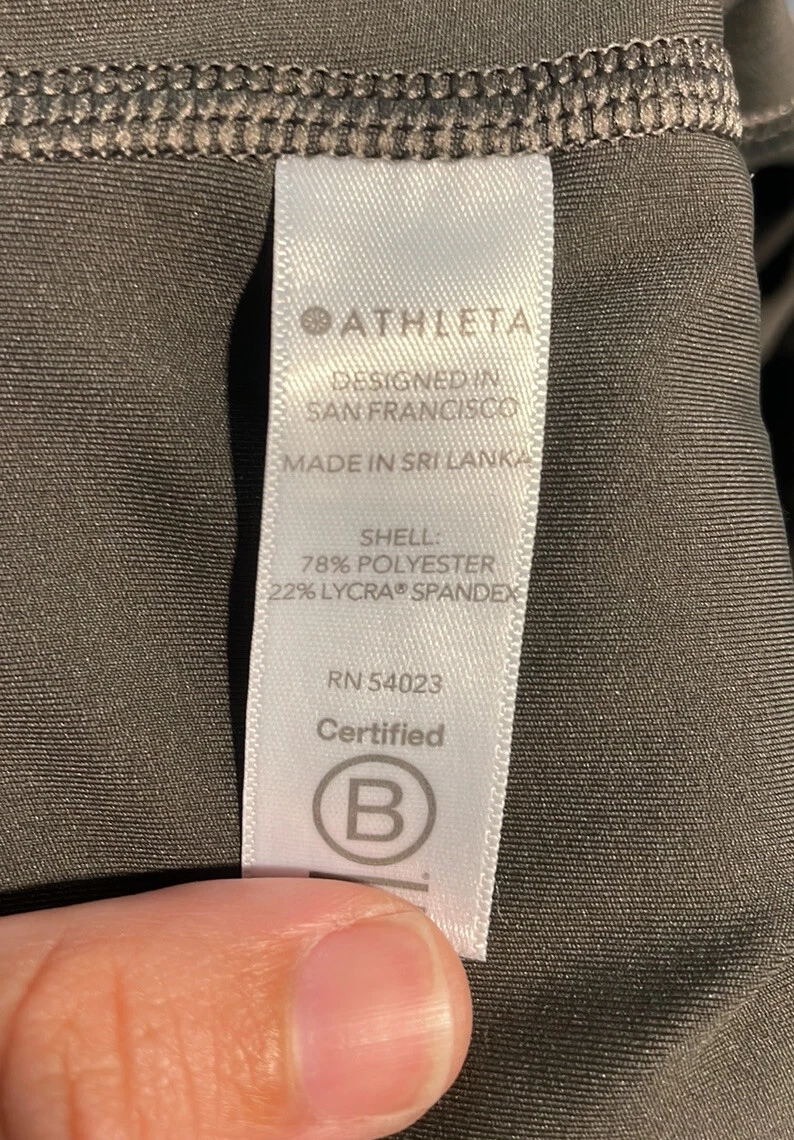 ATHLETA
DESIGNED IN
SAN FRANCISCO
MADE IN SRI LANKA
SHELL:
78% POLYESTER
22% LYCRA® SPANDEX
RN 54023
Certified
B